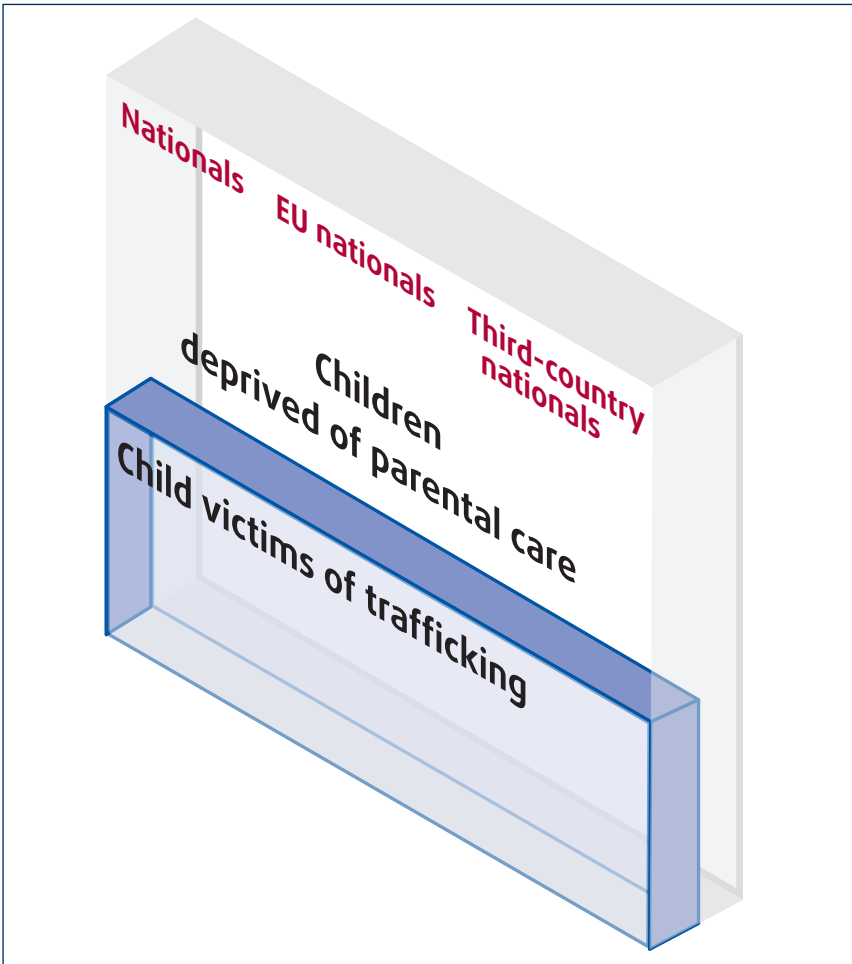 Nationals
EU nationals
Third-country
nationals
Children
deprived of parental care
Child victims of trafficking